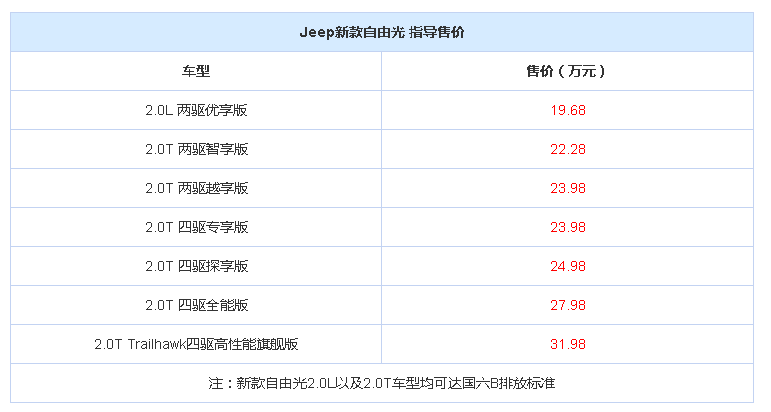 Jeep新款自由光 指导售价
车型 售价（万元）
2.0L 两驱优享版 19.68
2.0T 两驱智享版 22.28
2.0T 两驱越享版 23.98
2.0T 四驱专享版 23.98
2.0T 四驱探享版 24.98
2.0T 四驱全能版 27.98
2.0T Trailhawk四驱高性能旗舰版 31.98
注：新款自由光2.0L以及2.0T车型均可达国六B排放标准